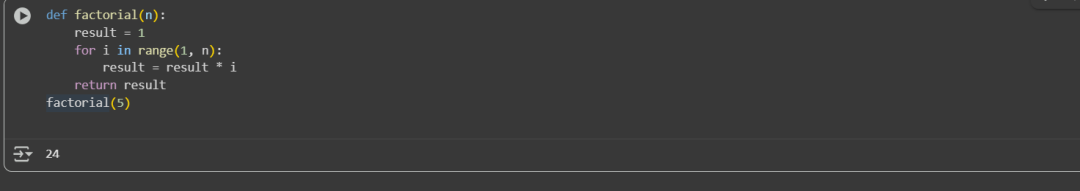 def factorial(n):
    result = 1
    for i in range(1, n):
        result = result * i
    return result
factorial(5)
24